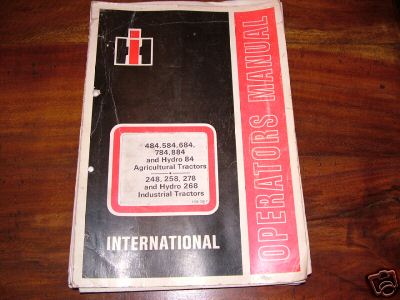 IH
OPERATORS MANUAL
484, 584, 684,
784, 884
and Hydro 84
Agricultural Tractors
248, 258, 278
and Hydro 268
Industrial Tractors
INTERNATIONAL